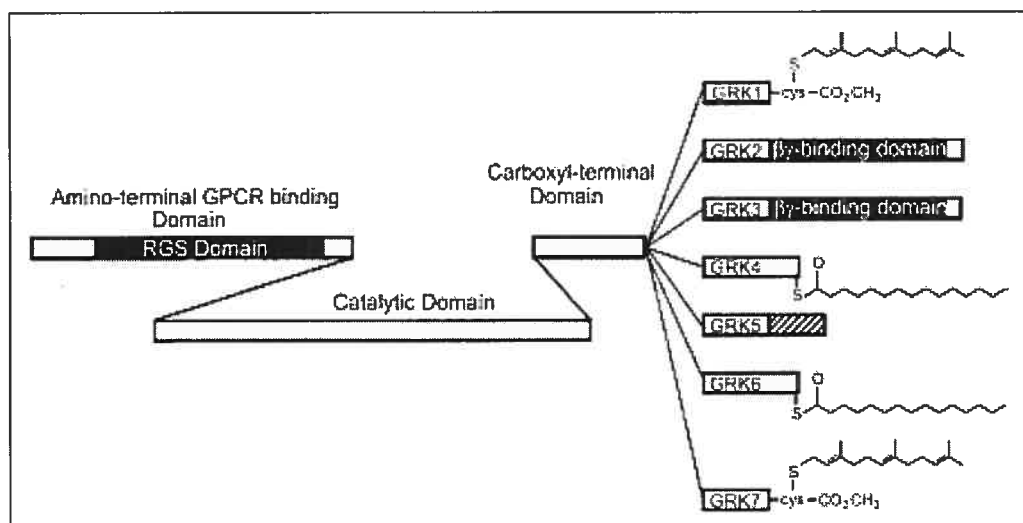 S
GRK1
cys
CO₂CH₃
GRK2 βγ-binding domain
Carboxyl-terminal
Domain
Amino-terminal GPCR binding
Domain
GRK3 βγ-binding domain
RGS Domain
GRK4
O
S
Catalytic Domain
GRK5
GRK6
O
S
S
GRK7
cys
CO₂CH₃